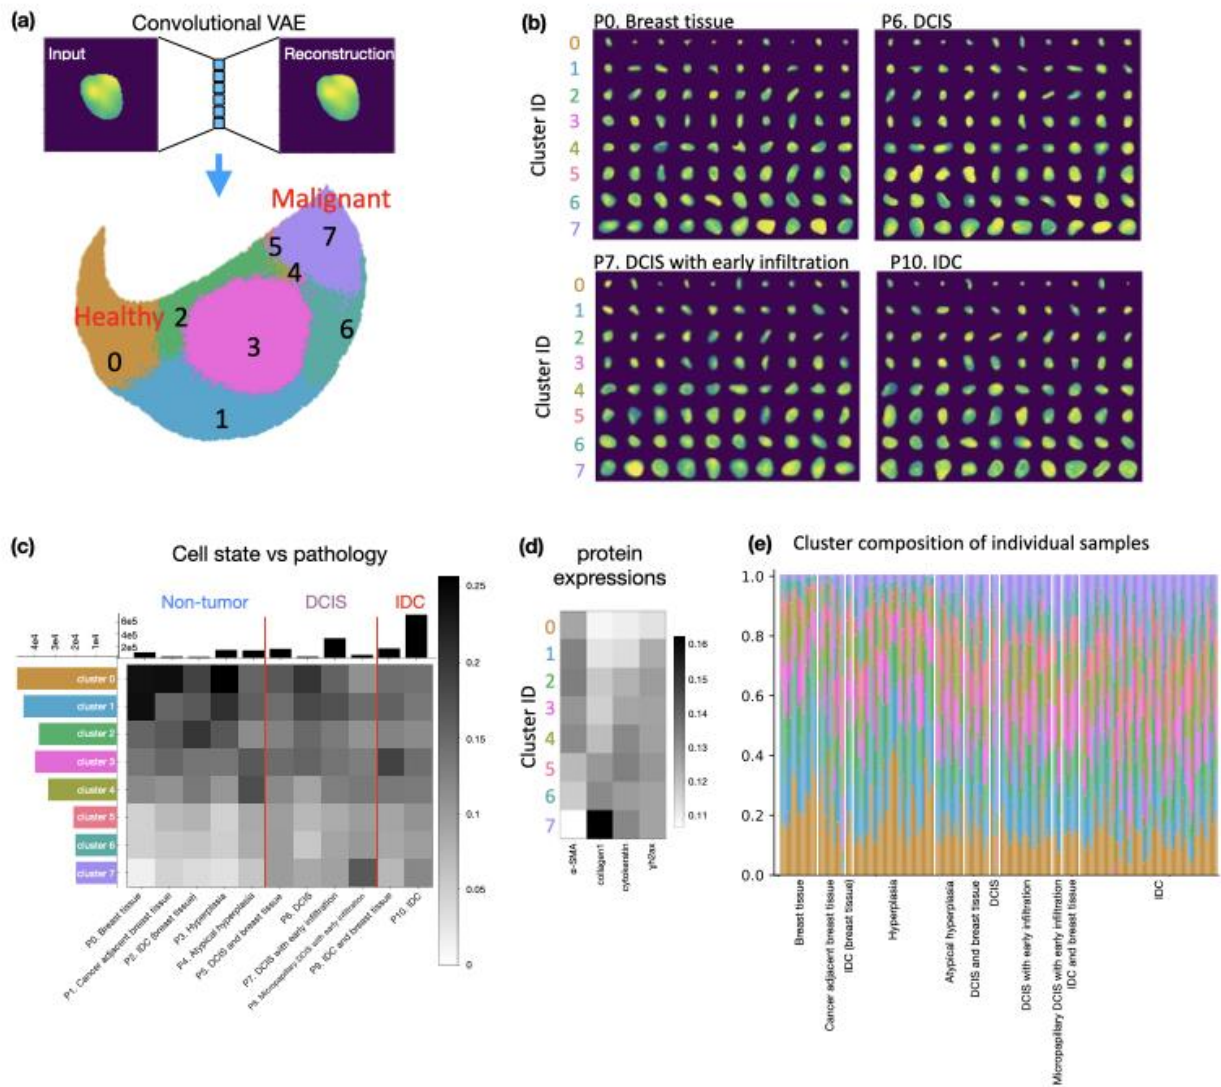 (a)
Convolutional VAE
Input
Reconstruction
Malignant
Healthy
0
1
2
3
4
5
6
7
(b)
P0. Breast tissue
P6. DCIS
Cluster ID
0
1
2
3
4
5
6
7
P7. DCIS with early infiltration
P10. IDC
Cluster ID
0
1
2
3
4
5
6
7
(c)
Cell state vs pathology
Non-tumor
DCIS
IDC
4e4
3e4
2e4
1e4
6e5
4e5
2e5
cluster 0
cluster 1
cluster 2
cluster 3
cluster 4
cluster 5
cluster 6
cluster 7
0.25
0.2
0.15
0.1
0.05
0
P0. Breast tissue
P1. Cancer adjacent breast tissue
P2. IDC (breast tissue)
P3. Hyperplasia
P4. Atypical hyperplasia
P5. DCIS and breast tissue
P6. DCIS
P7. DCIS with early infiltration
P8. Micropapillary DCIS with early infiltration
P9. IDC and breast tissue
P10. IDC
(d)
protein
expressions
Cluster ID
0
1
2
3
4
5
6
7
α-SMA
collagen1
cytokeratin
γh2ax
0.16
0.15
0.14
0.13
0.12
0.11
(e)
Cluster composition of individual samples
1.0
0.8
0.6
0.4
0.2
0.0
Breast tissue
Cancer adjacent breast tissue
IDC (breast tissue)
Hyperplasia
Atypical hyperplasia
DCIS and breast tissue
DCIS
DCIS with early infiltration
Micropapillary DCIS with early infiltration
IDC and breast tissue
IDC